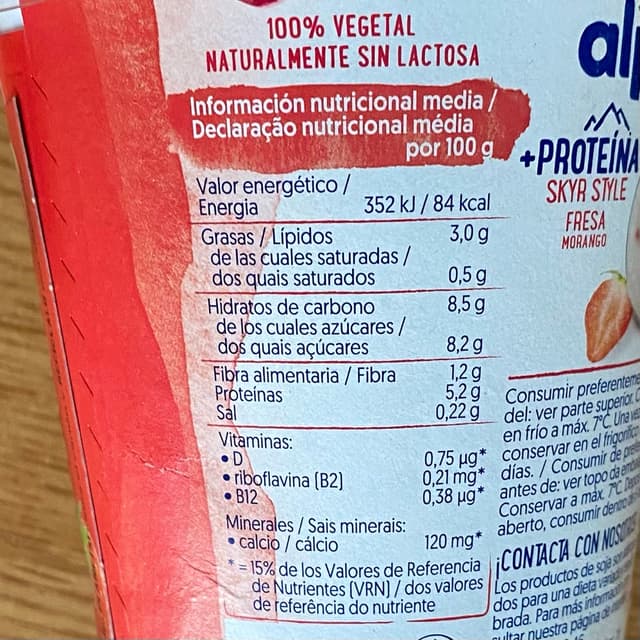 100% VEGETAL
NATURALMENTE SIN LACTOSA
Información nutricional media /
Declaração nutricional média
por 100 g
Valor energético /
Energia 352 kJ / 84 kcal
Grasas / Lípidos 3,0 g
de las cuales saturadas /
dos quais saturados 0,5 g
Hidratos de carbono 8,5 g
de los cuales azúcares /
dos quais açúcares 8,2 g
Fibra alimentaria / Fibra 1,2 g
Proteínas 5,2 g
Sal 0,22 g
Vitaminas:
• D 0,75 µg*
• riboflavina (B2) 0,21 mg*
• B12 0,38 µg*
Minerales / Sais minerais:
• calcio / cálcio 120 mg*
* = 15% de los Valores de Referencia
de Nutrientes (VRN) / dos valores
de referência do nutriente
+PROTEÍNA
SKYR STYLE
FRESA
MORANGO
Consumir
del: ver parte superior.
en frío a máx. 7°C. Una
conservar en el
días. / Consumir de
antes de: ver topo da
Conservar a máx. 7°C.
aberto, consumir
¡CONTACTA CON
Los productos de soja
dos para una dieta
brada. Para más
nuestra página de